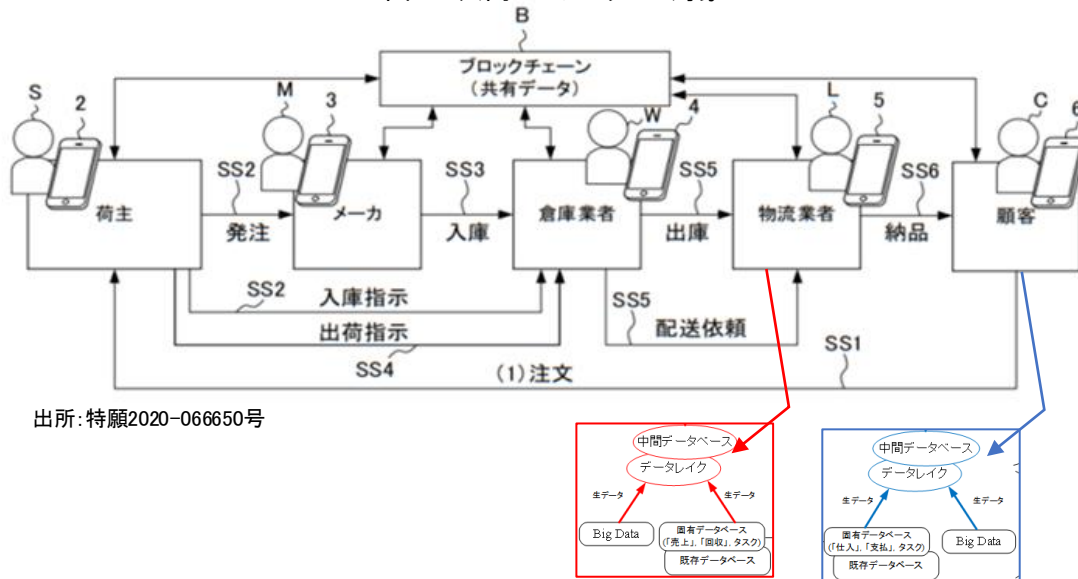 B
ブロックチェーン
（共有データ）
S
2
M
3
W
4
L
5
C
6
荷主
SS2
発注
メーカ
SS3
入庫
倉庫業者
SS5
出庫
物流業者
SS6
納品
顧客
SS2
入庫指示
出荷指示
SS4
SS5
配送依頼
SS1
(1)注文
出所：特願2020-066650号
中間データベース
データレイク
生データ
生データ
Big Data
固有データベース
(「売上」, 「回収」, タスク)
既存データベース
中間データベース
データレイク
生データ
生データ
固有データベース
(「仕入」, 「支払」, タスク)
既存データベース
Big Data